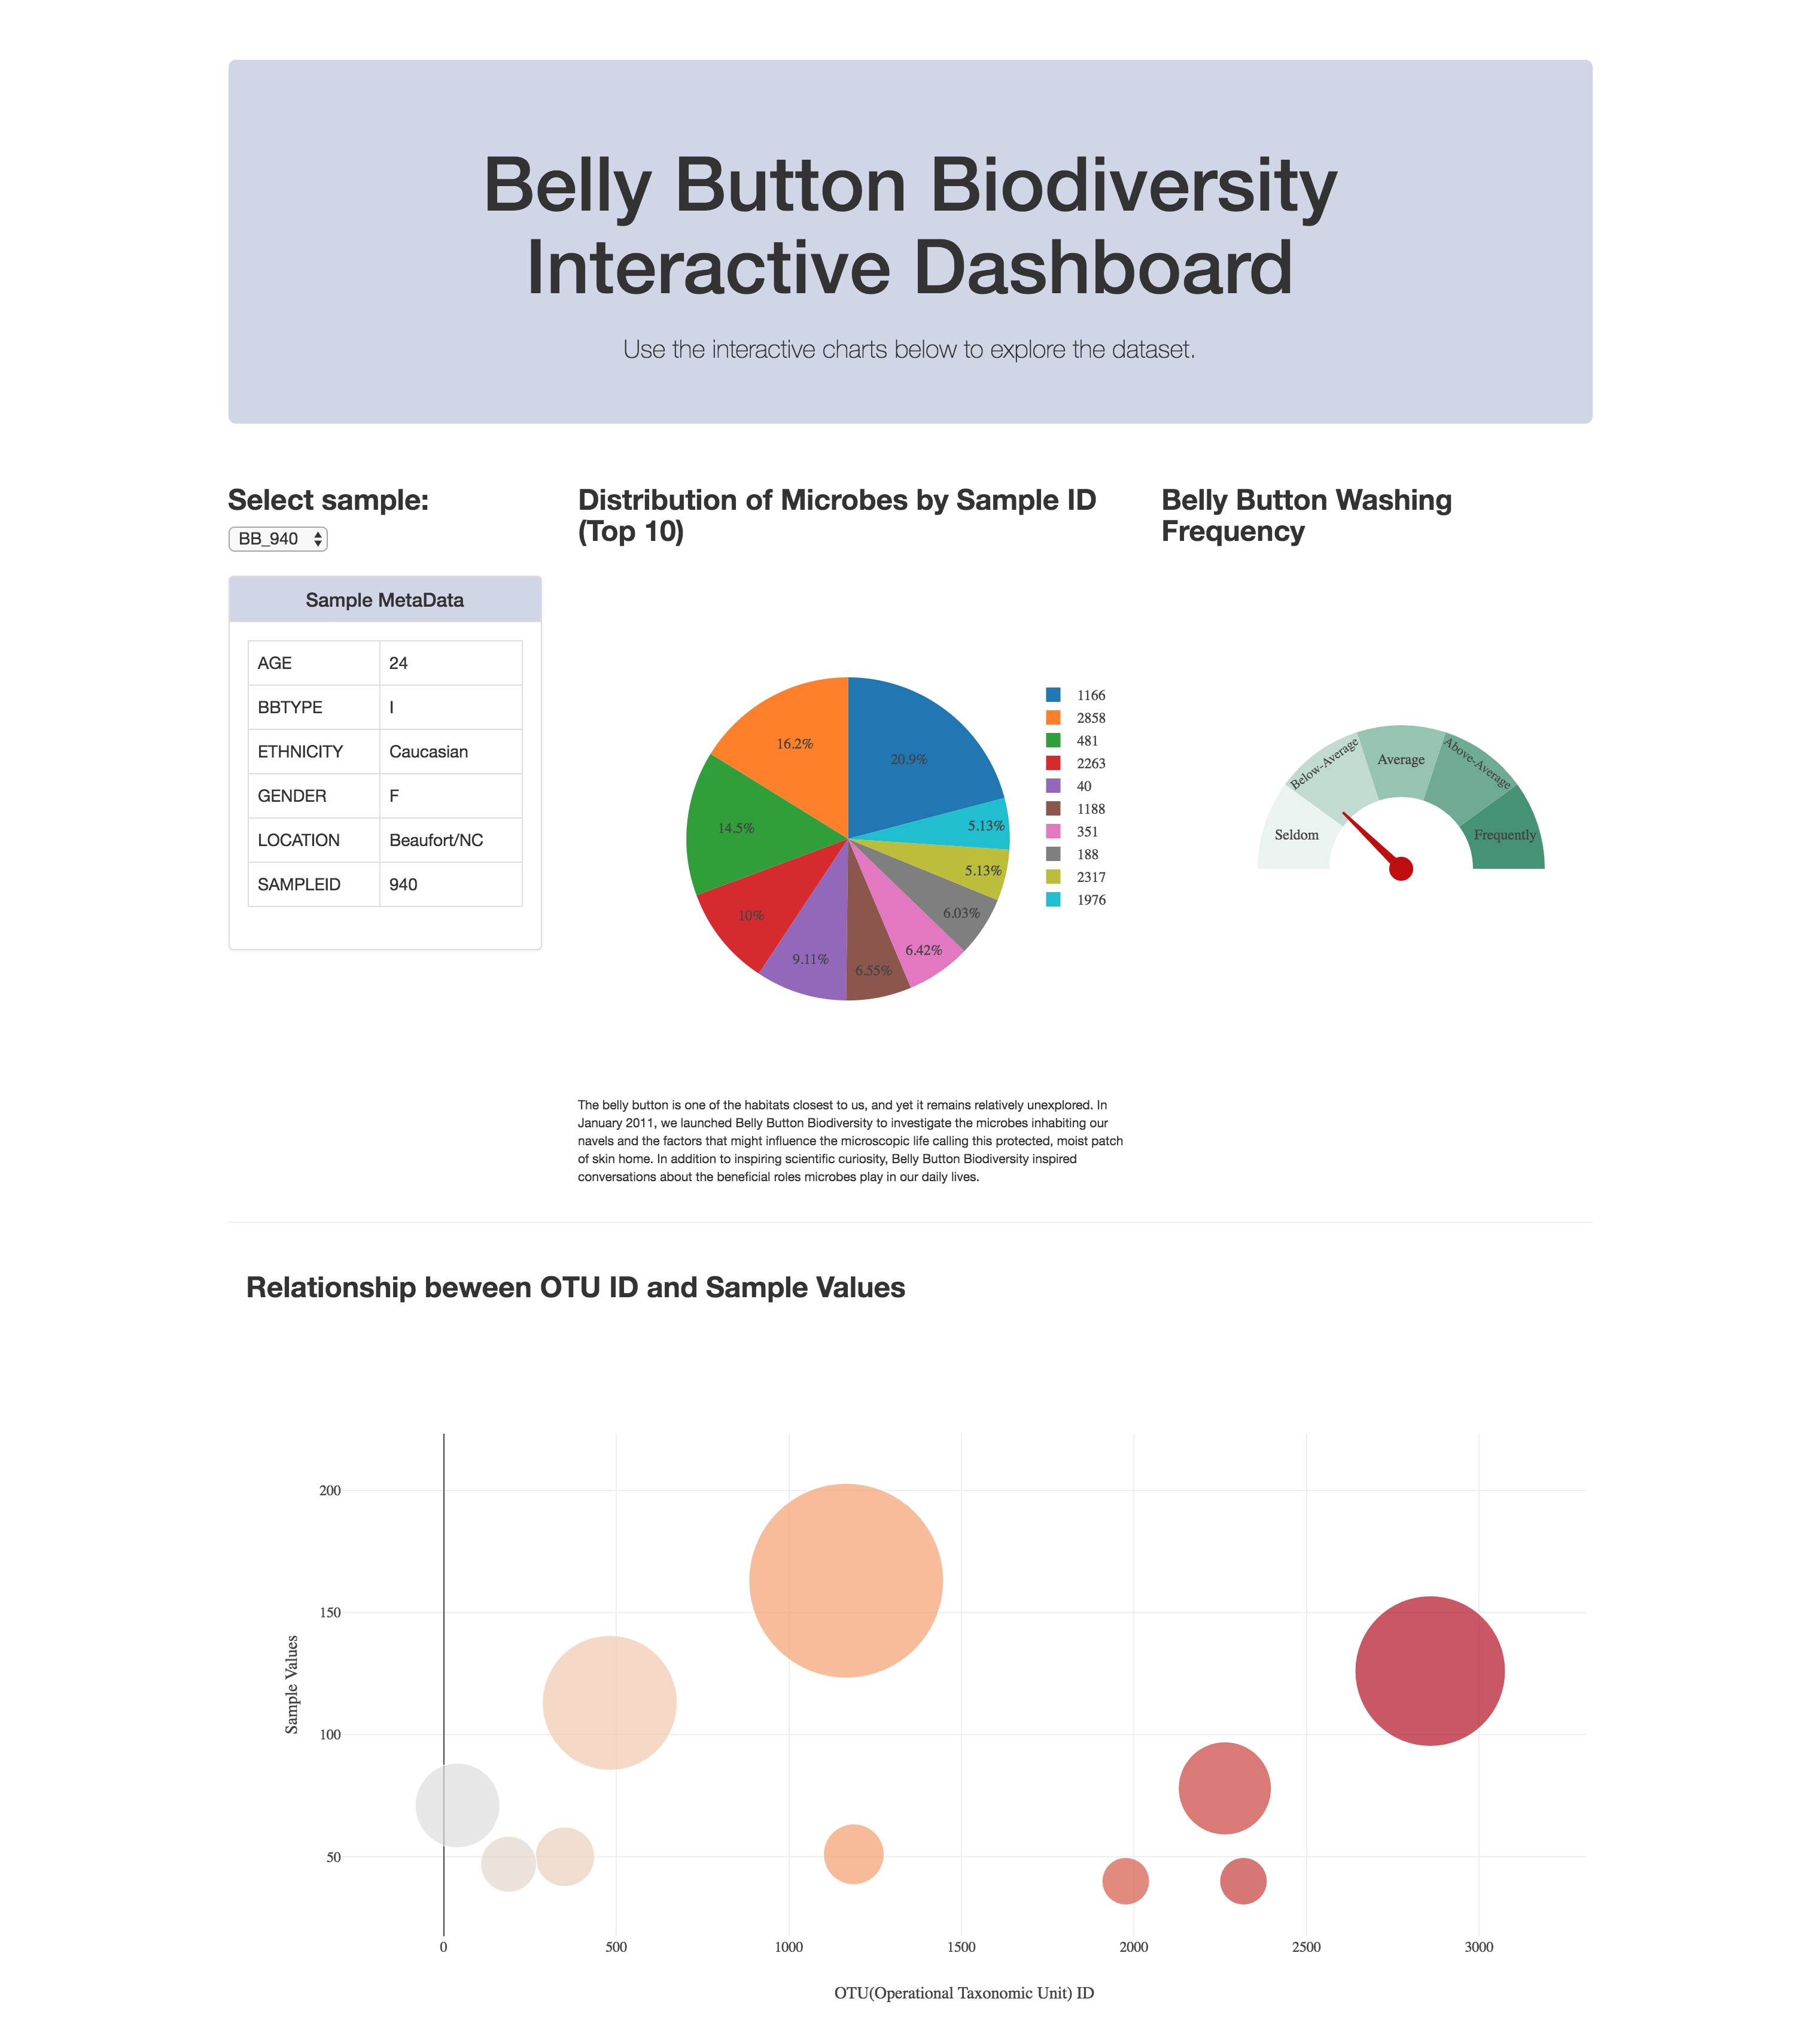 Belly Button Biodiversity
Interactive Dashboard
Use the interactive charts below to explore the dataset.
Select sample:
BB_940
Sample MetaData
AGE 24
BBTYPE I
ETHNICITY Caucasian
GENDER F
LOCATION Beaufort/NC
SAMPLEID 940
Distribution of Microbes by Sample ID
(Top 10)
20.9%
16.2%
14.5%
10%
9.11%
6.55%
6.42%
6.03%
5.13%
5.13%
1166
2858
481
2263
40
1188
351
188
2317
1976
The belly button is one of the habitats closest to us, and yet it remains relatively unexplored. In
January 2011, we launched Belly Button Biodiversity to investigate the microbes inhabiting our
navels and the factors that might influence the microscopic life calling this protected, moist patch
of skin home. In addition to inspiring scientific curiosity, Belly Button Biodiversity inspired
conversations about the beneficial roles microbes play in our daily lives.
Belly Button Washing
Frequency
Seldom
Below-Average
Average
Above-Average
Frequently
Relationship beween OTU ID and Sample Values
Sample Values
200
150
100
50
0 500 1000 1500 2000 2500 3000
OTU(Operational Taxonomic Unit) ID